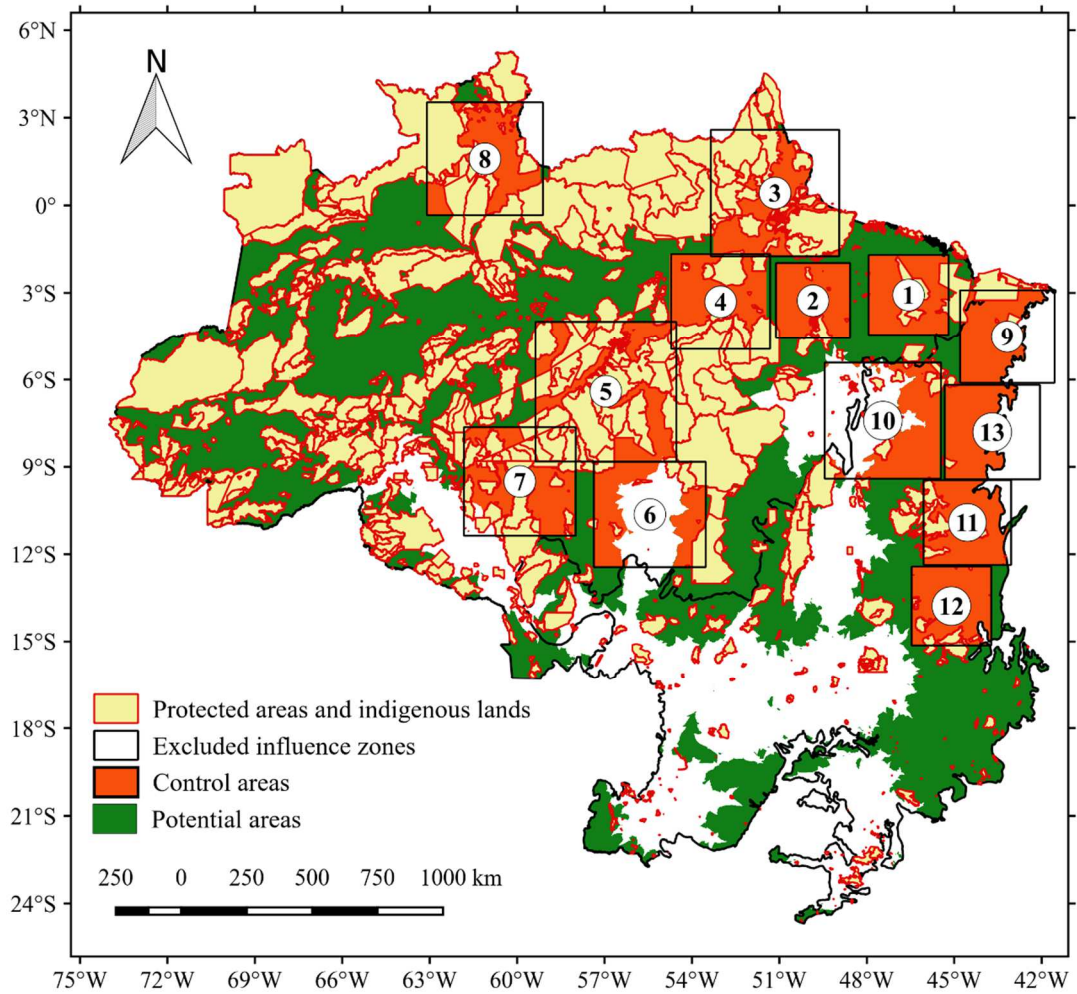 6°N
3°N
0°
3°S
6°S
9°S
12°S
15°S
18°S
21°S
24°S
N
8
3
4
2
1
9
5
10
13
7
6
11
12
Protected areas and indigenous lands
Excluded influence zones
Control areas
Potential areas
250 0 250 500 750 1000 km
75°W 72°W 69°W 66°W 63°W 60°W 57°W 54°W 51°W 48°W 45°W 42°W